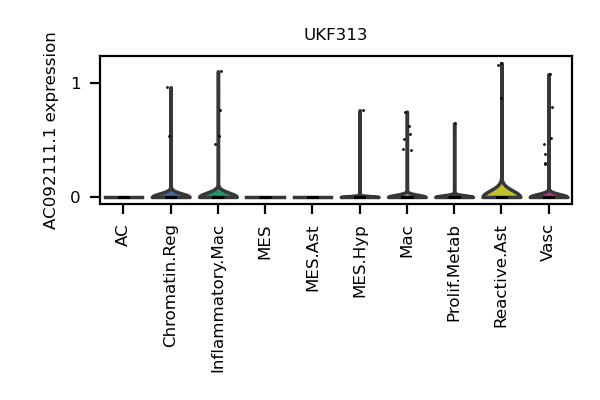 UKF313
AC092111.1 expression
1
0
AC
Chromatin.Reg
Inflammatory.Mac
MES
MES.Ast
MES.Hyp
Mac
Prolif.Metab
Reactive.Ast
Vasc